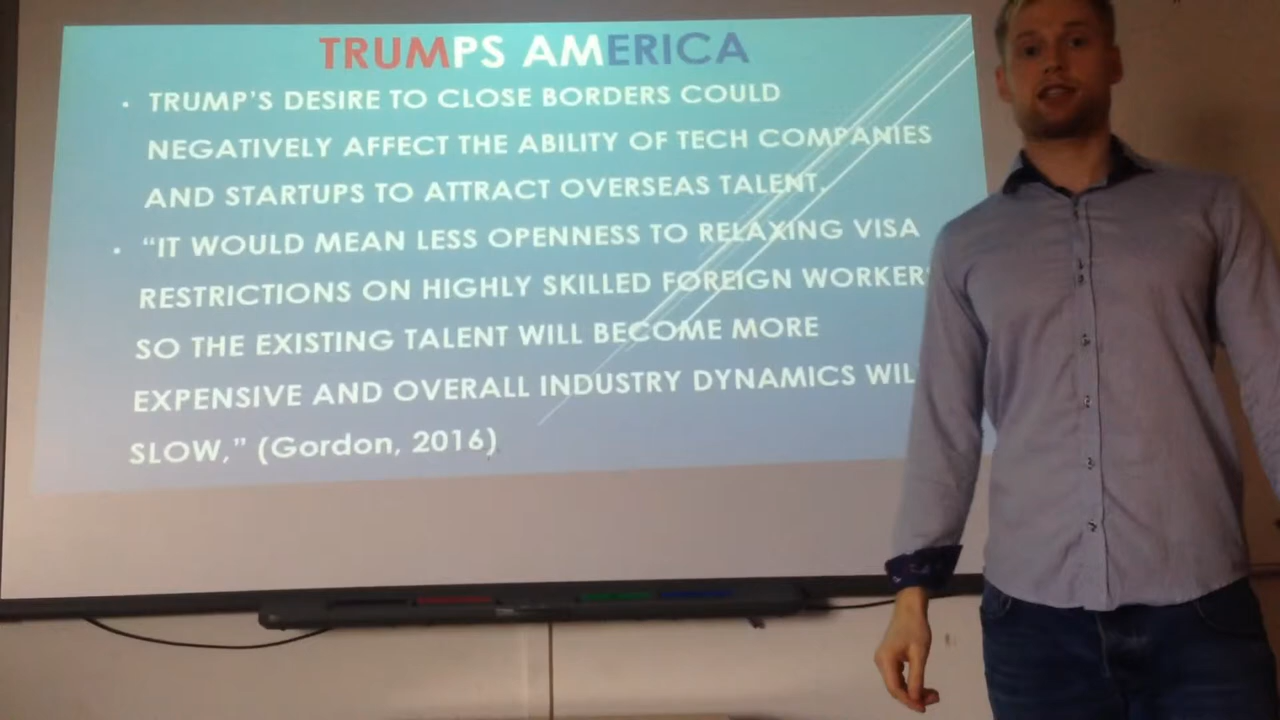 TRUMPS AMERICA
• TRUMP'S DESIRE TO CLOSE BORDERS COULD
NEGATIVELY AFFECT THE ABILITY OF TECH COMPANIES
AND STARTUPS TO ATTRACT OVERSEAS TALENT.
• “IT WOULD MEAN LESS OPENNESS TO RELAXING VISA
RESTRICTIONS ON HIGHLY SKILLED FOREIGN WORKER
SO THE EXISTING TALENT WILL BECOME MORE
EXPENSIVE AND OVERALL INDUSTRY DYNAMICS WIL
SLOW,” (Gordon, 2016)